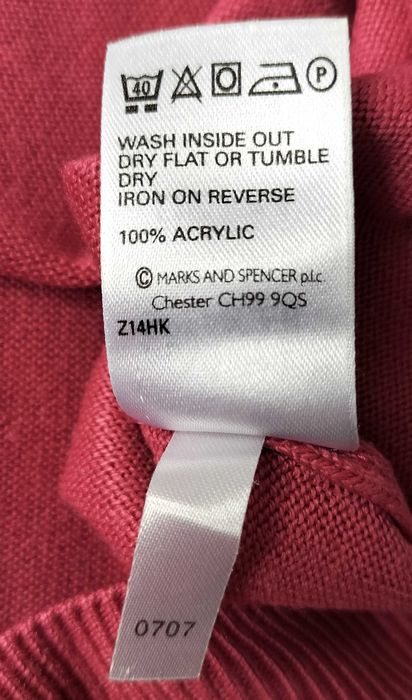 40 P
WASH INSIDE OUT
DRY FLAT OR TUMBLE
DRY
IRON ON REVERSE
100% ACRYLIC
© MARKS AND SPENCER p.l.c.
Chester CH99 9QS
Z14HK
0707